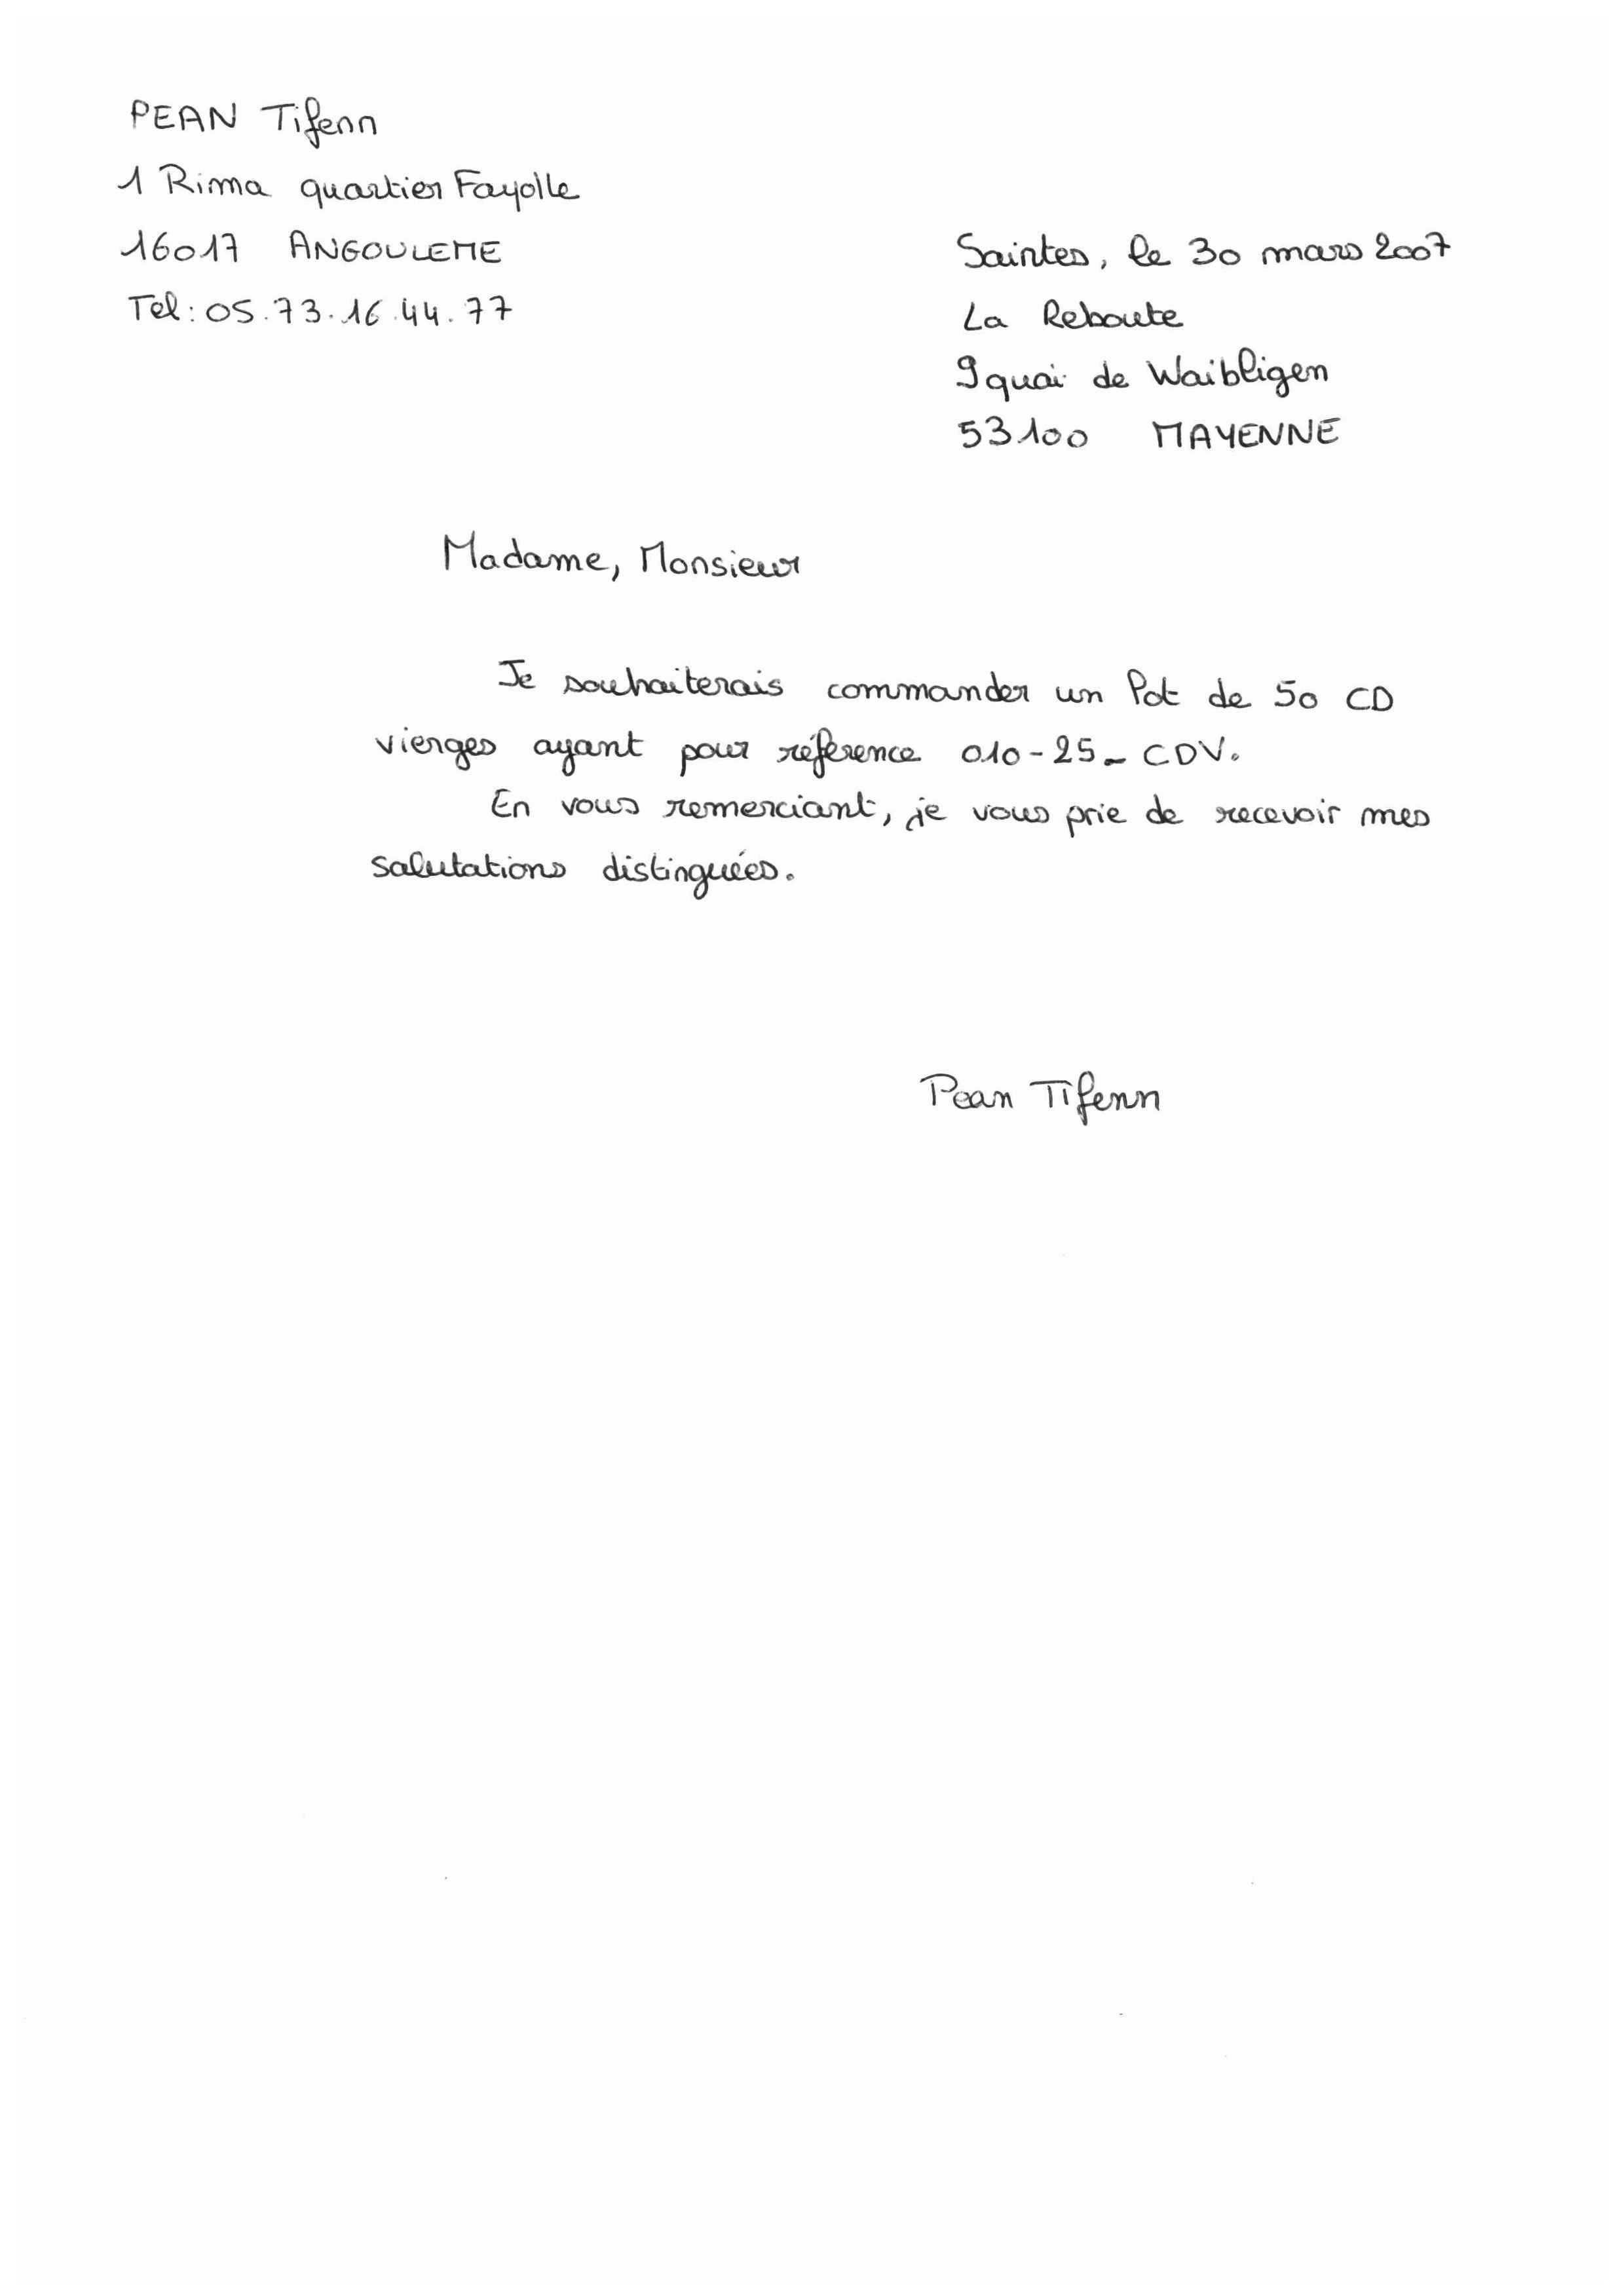 PEAN Tifenn
1 Rima quartier Fayolle
16017 ANGOULEME
Tel: 05.73.16.44.77
Saintes, le 30 mars 2007
La Reboute
9 quai de Waibligen
53100 MAYENNE
Madame, Monsieur
Je souhaiterais commander un Pot de 50 CD
vierges ayant pour réference 010-25-CDV.
En vous remerciant, je vous prie de recevoir mes
salutations distinguées.
Pean Tifenn